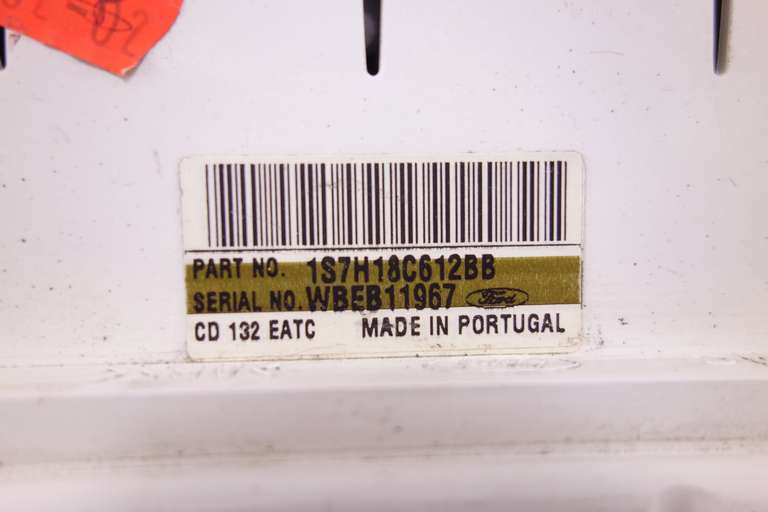 PART NO. 1S7H18C612BB
SERIAL NO. WBEB11967 Ford
CD 132 EATC MADE IN PORTUGAL